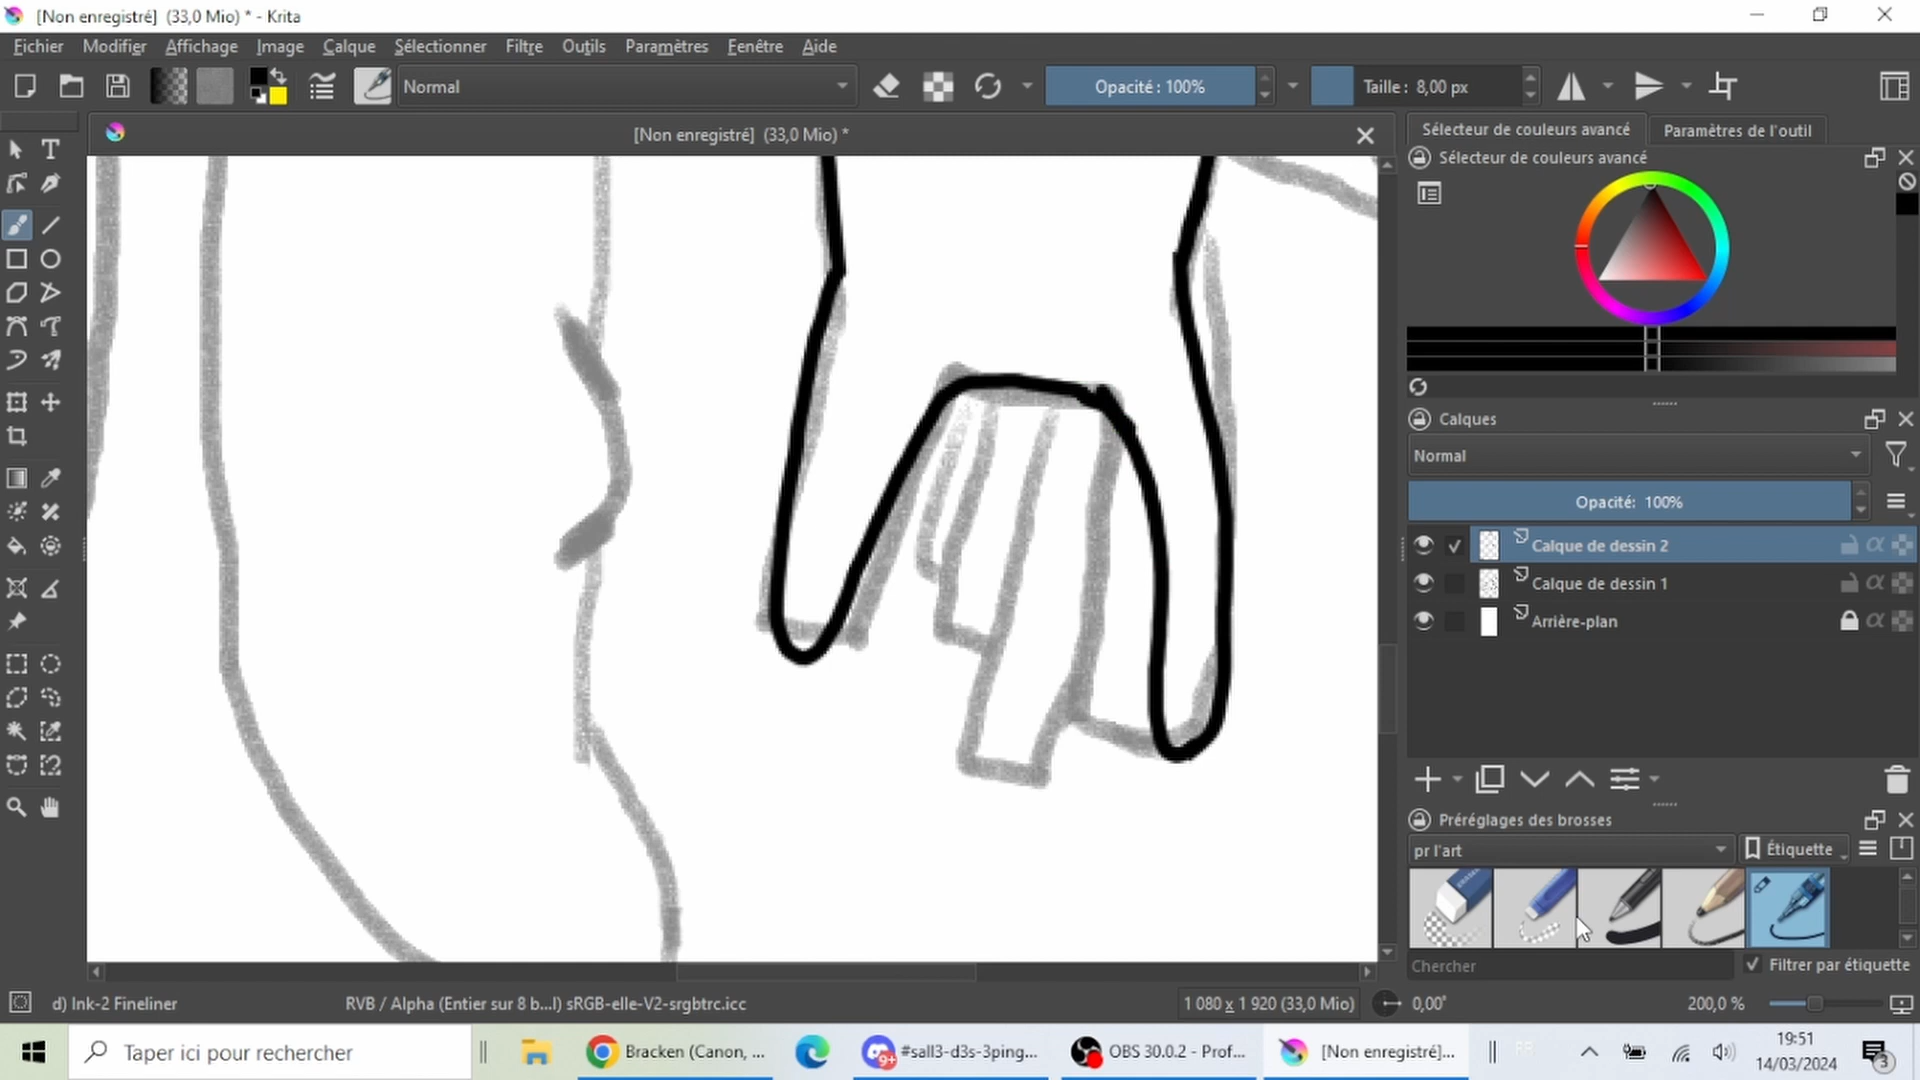 [Non enregistré] (33,0 Mio) * - Krita
Fichier Modifier Affichage Image Calque Sélectionner Filtre Outils Paramètres Fenêtre Aide
Normal
Opacité : 100%
Taille : 8,00 px
[Non enregistré] (33,0 Mio) *
Sélecteur de couleurs avancé
Paramètres de l'outil
Sélecteur de couleurs avancé
Calques
Normal
Opacité: 100%
Calque de dessin 2
Calque de dessin 1
Arrière-plan
Préréglages des brosses
pr l'art
Étiquette
Chercher
Filtrer par étiquette
d) Ink-2 Fineliner
RVB / Alpha (Entier sur 8 b...l) sRGB-elle-V2-srgbtrc.icc
1 080 x 1 920 (33,0 Mio)
0,00°
200,0 %
Taper ici pour rechercher
Bracken (Canon, ...
9+
#sall3-d3s-3ping...
OBS 30.0.2 - Prof...
[Non enregistré]...
19:51
14/03/2024
3